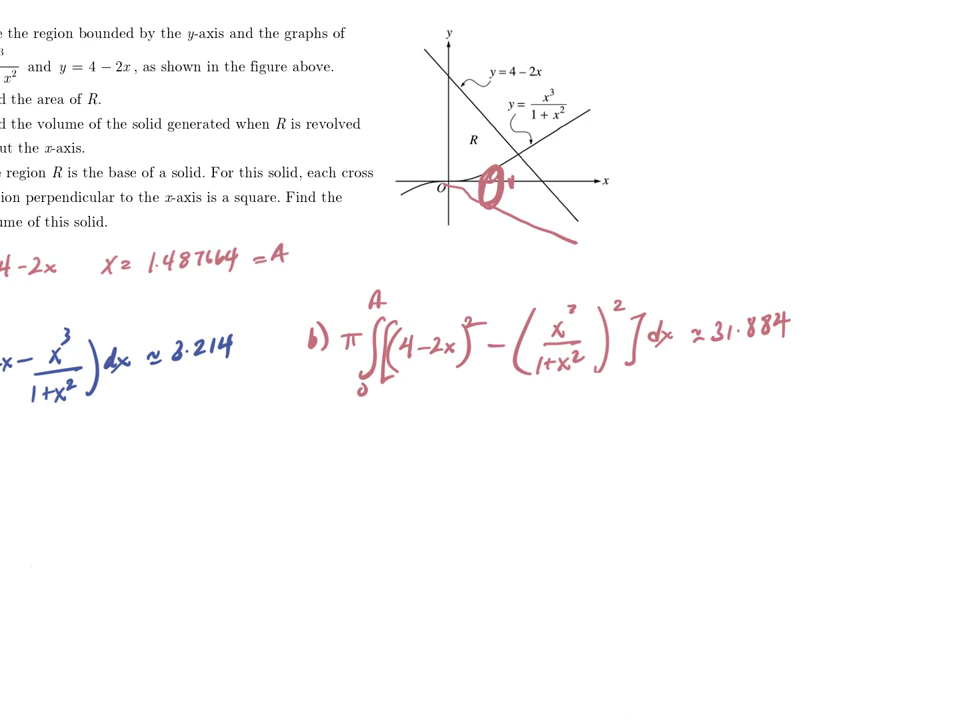 e the region bounded by the y-axis and the graphs of
3
x² and y = 4 − 2x, as shown in the figure above.
d the area of R.
d the volume of the solid generated when R is revolved
ut the x-axis.
e region R is the base of a solid. For this solid, each cross
ion perpendicular to the x-axis is a square. Find the
ume of this solid.
y
y = 4 − 2x
y = x³/(1 + x²)
R
O
x
4-2x x = 1.487664 = A
x - x³/(1+x²)) dx ≈ 3.214
b) π ∫₀ᴬ [(4-2x)² - (x³/(1+x²))²] dx ≈ 31.884